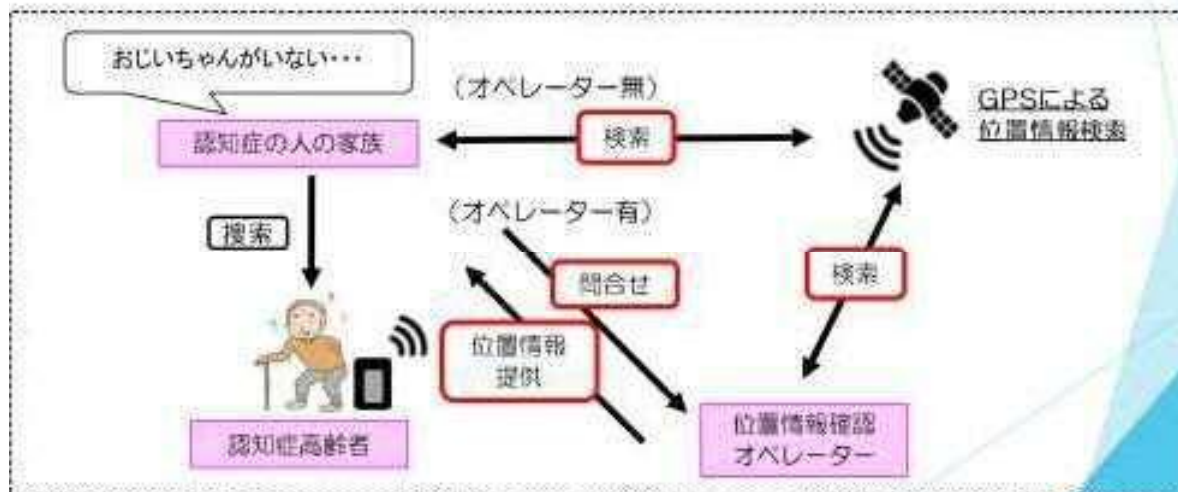 おじいちゃんがいない・・・
認知症の人の家族
(オペレーター無)
検索
GPSによる
位置情報検索
捜索
(オペレーター有)
問合せ
検索
位置情報
提供
認知症高齢者
位置情報確認
オペレーター